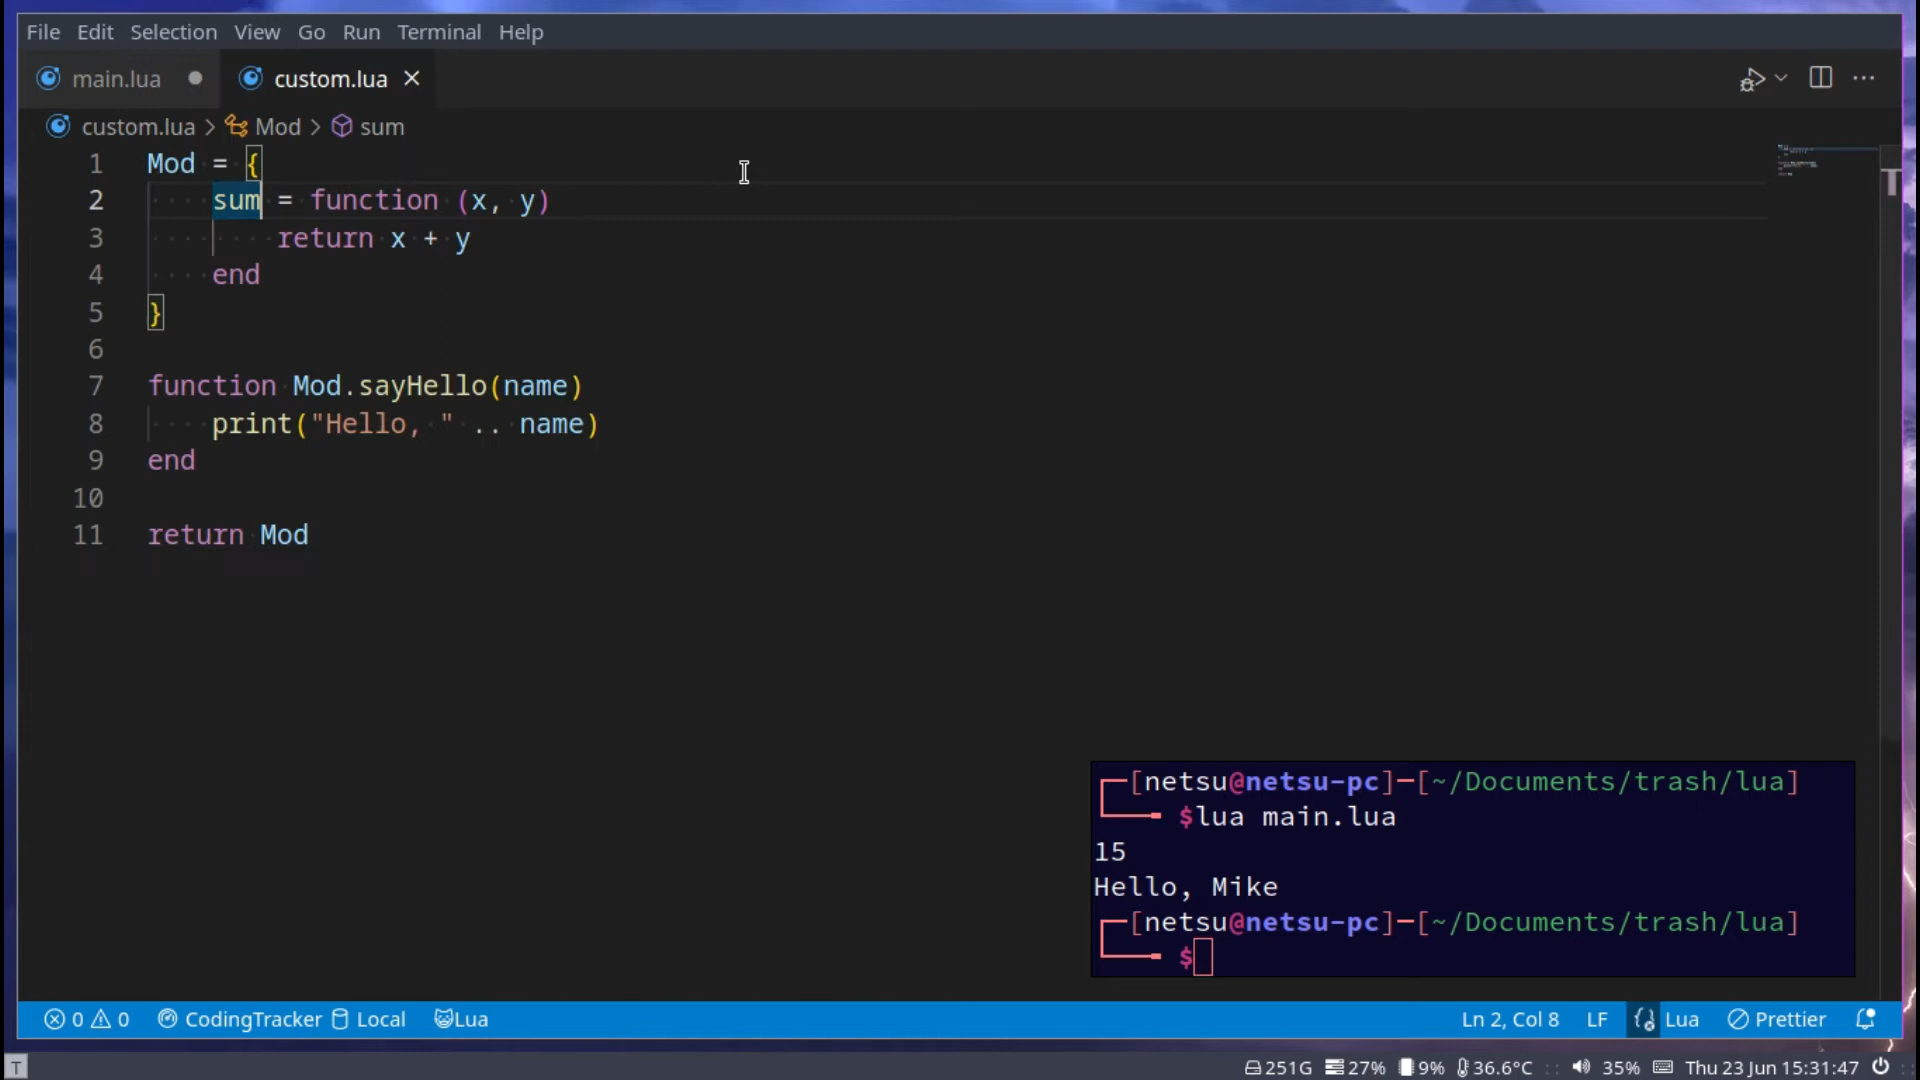 File Edit Selection View Go Run Terminal Help
main.lua custom.lua
custom.lua > Mod > sum
1 Mod = {
2 sum = function (x, y)
3 return x + y
4 end
5 }
6
7 function Mod.sayHello(name)
8 print("Hello, " .. name)
9 end
10
11 return Mod
[netsu@netsu-pc]─[~/Documents/trash/lua]
$lua main.lua
15
Hello, Mike
[netsu@netsu-pc]─[~/Documents/trash/lua]
$
0 0 CodingTracker Local Lua Ln 2, Col 8 LF Lua Prettier
T 251G 27% 9% 36.6°C 35% Thu 23 Jun 15:31:47